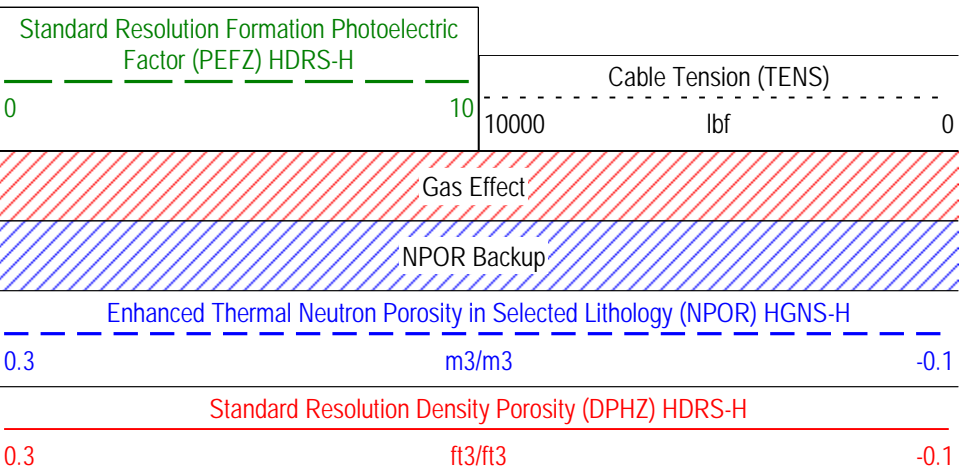 Standard Resolution Formation Photoelectric
Factor (PEFZ) HDRS-H
0 10
Cable Tension (TENS)
10000 lbf 0
Gas Effect
NPOR Backup
Enhanced Thermal Neutron Porosity in Selected Lithology (NPOR) HGNS-H
0.3 m3/m3 -0.1
Standard Resolution Density Porosity (DPHZ) HDRS-H
0.3 ft3/ft3 -0.1